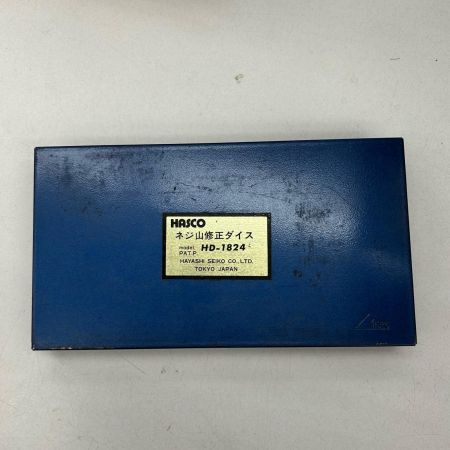 HASCO
ネジ山修正ダイス
model. HD-1824
PAT.P.
HAYASHI SEIKO CO., LTD.
TOKYO JAPAN